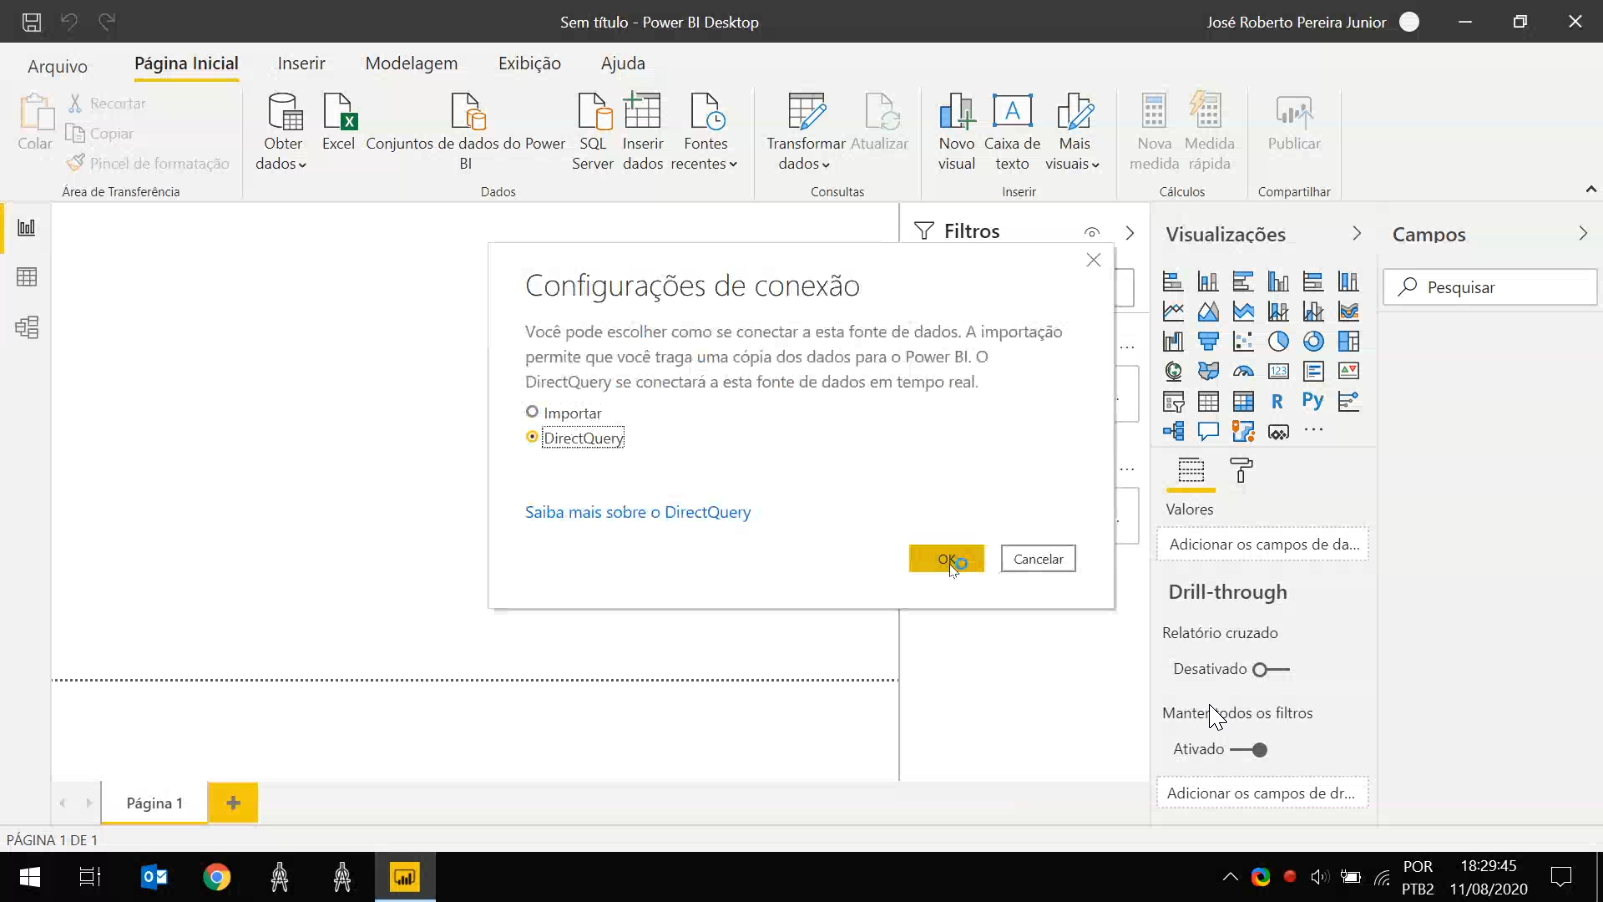 Sem título - Power BI Desktop
José Roberto Pereira Junior
Arquivo
Página Inicial
Inserir
Modelagem
Exibição
Ajuda
Colar
Recortar
Copiar
Pincel de formatação
Área de Transferência
Obter dados
Excel
Conjuntos de dados do Power BI
SQL Server
Inserir dados
Fontes recentes
Dados
Transformar dados
Atualizar
Consultas
Novo visual
Caixa de texto
Mais visuais
Inserir
Nova medida
Medida rápida
Cálculos
Publicar
Compartilhar
Filtros
Configurações de conexão
Você pode escolher como se conectar a esta fonte de dados. A importação
permite que você traga uma cópia dos dados para o Power BI. O
DirectQuery se conectará a esta fonte de dados em tempo real.
Importar
DirectQuery
Saiba mais sobre o DirectQuery
OK
Cancelar
Visualizações
123
R
Py
Valores
Adicionar os campos de da...
Drill-through
Relatório cruzado
Desativado
Manter todos os filtros
Ativado
Adicionar os campos de dr...
Campos
Pesquisar
Página 1
PÁGINA 1 DE 1
POR
PTB2
18:29:45
11/08/2020